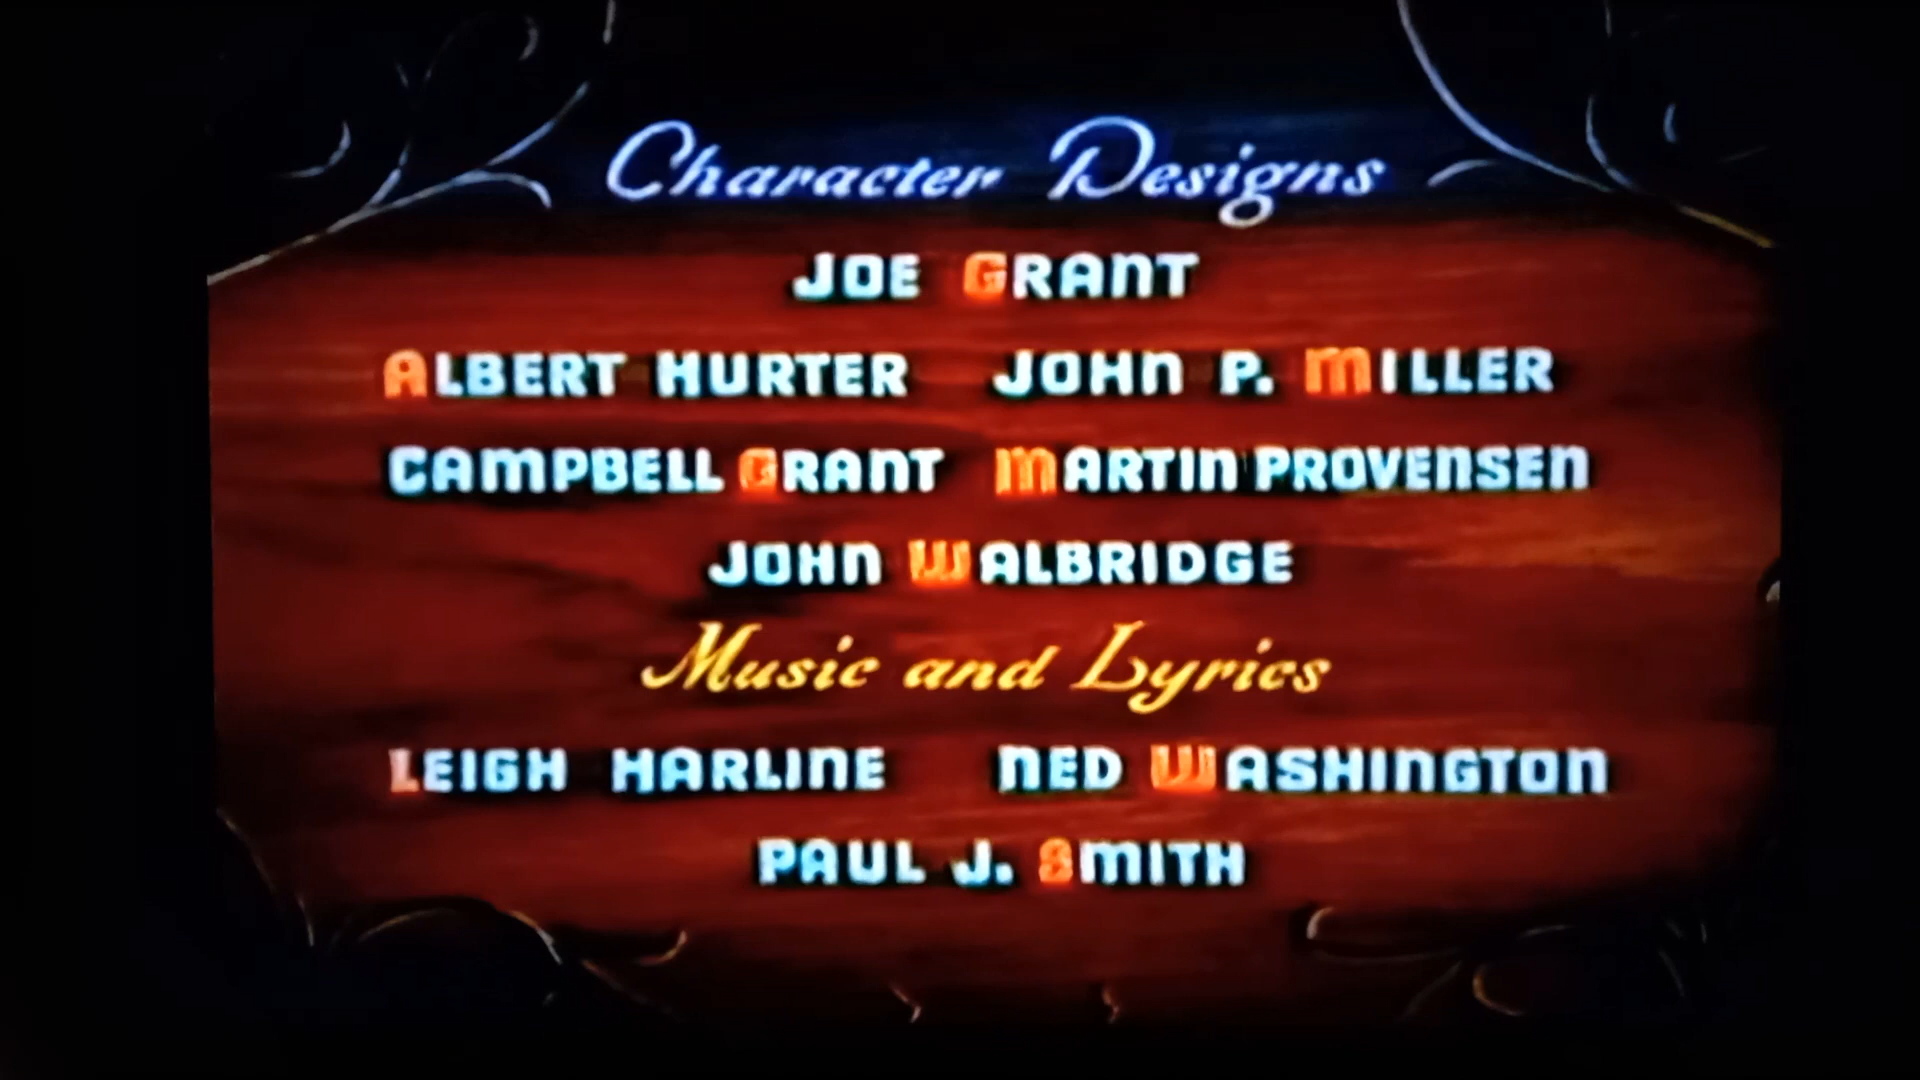 Character Designs
JOE GRANT
ALBERT HURTER JOHN P. MILLER
CAMPBELL GRANT MARTIN PROVENSEN
JOHN WALBRIDGE
Music and Lyrics
LEIGH HARLINE NED WASHINGTON
PAUL J. SMITH